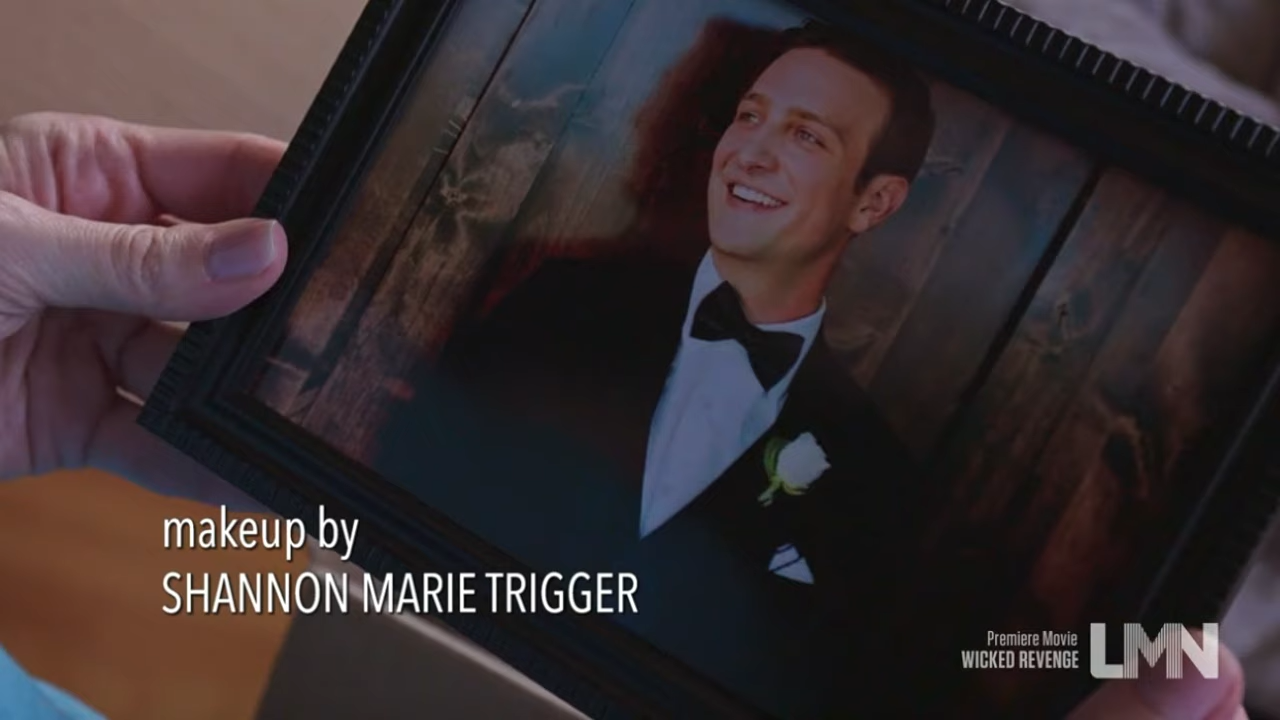 makeup by
SHANNON MARIE TRIGGER
Premiere Movie
WICKED REVENGE
LMN